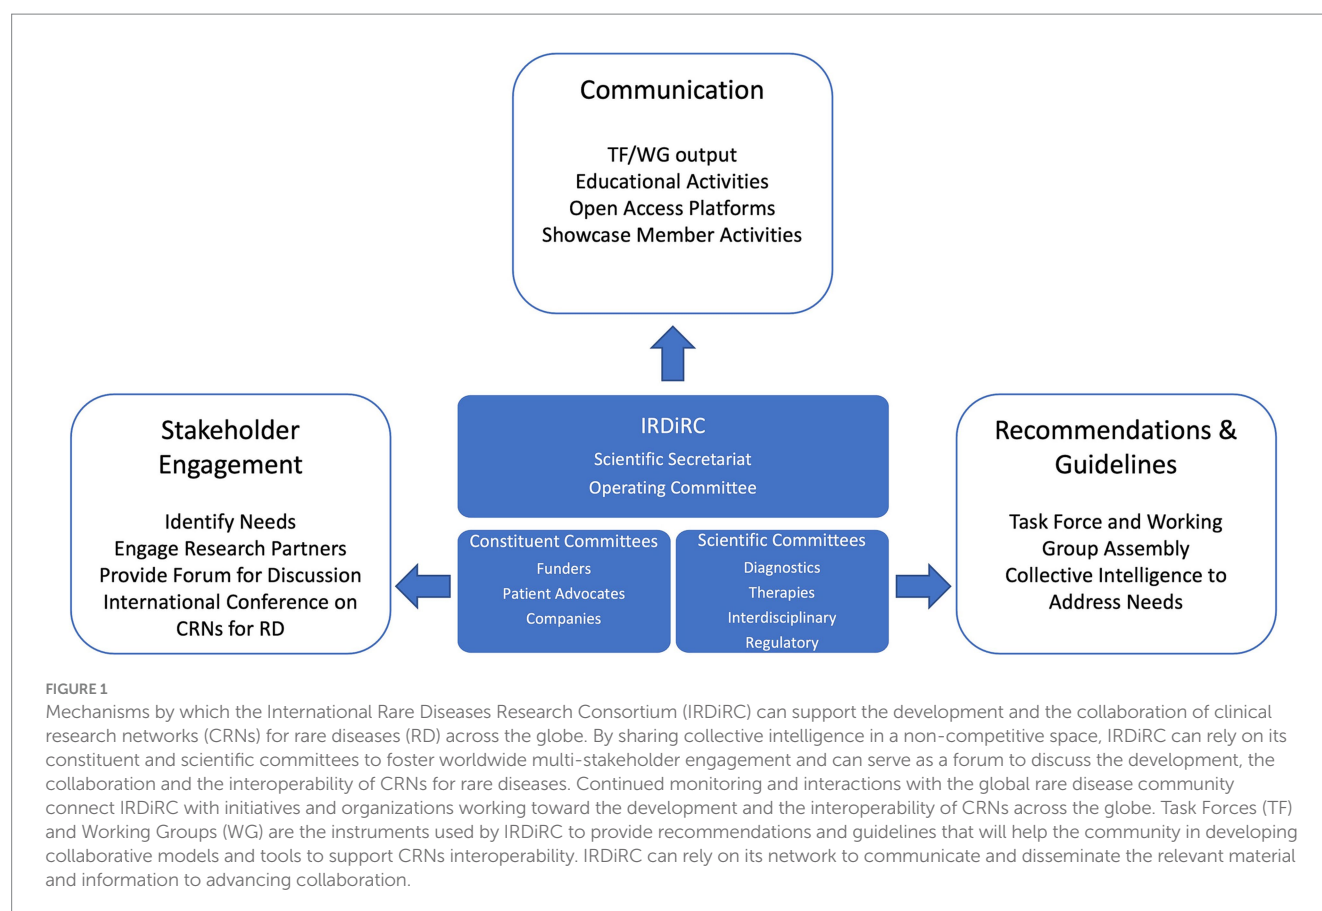 Communication
TF/WG output
Educational Activities
Open Access Platforms
Showcase Member Activities
Stakeholder
Engagement
Identify Needs
Engage Research Partners
Provide Forum for Discussion
International Conference on
CRNs for RD
IRDiRC
Scientific Secretariat
Operating Committee
Constituent Committees
Funders
Patient Advocates
Companies
Scientific Committees
Diagnostics
Therapies
Interdisciplinary
Regulatory
Recommendations &
Guidelines
Task Force and Working
Group Assembly
Collective Intelligence to
Address Needs
FIGURE 1
Mechanisms by which the International Rare Diseases Research Consortium (IRDiRC) can support the development and the collaboration of clinical
research networks (CRNs) for rare diseases (RD) across the globe. By sharing collective intelligence in a non-competitive space, IRDiRC can rely on its
constituent and scientific committees to foster worldwide multi-stakeholder engagement and can serve as a forum to discuss the development, the
collaboration and the interoperability of CRNs for rare diseases. Continued monitoring and interactions with the global rare disease community
connect IRDiRC with initiatives and organizations working toward the development and the interoperability of CRNs across the globe. Task Forces (TF)
and Working Groups (WG) are the instruments used by IRDiRC to provide recommendations and guidelines that will help the community in developing
collaborative models and tools to support CRNs interoperability. IRDiRC can rely on its network to communicate and disseminate the relevant material
and information to advancing collaboration.